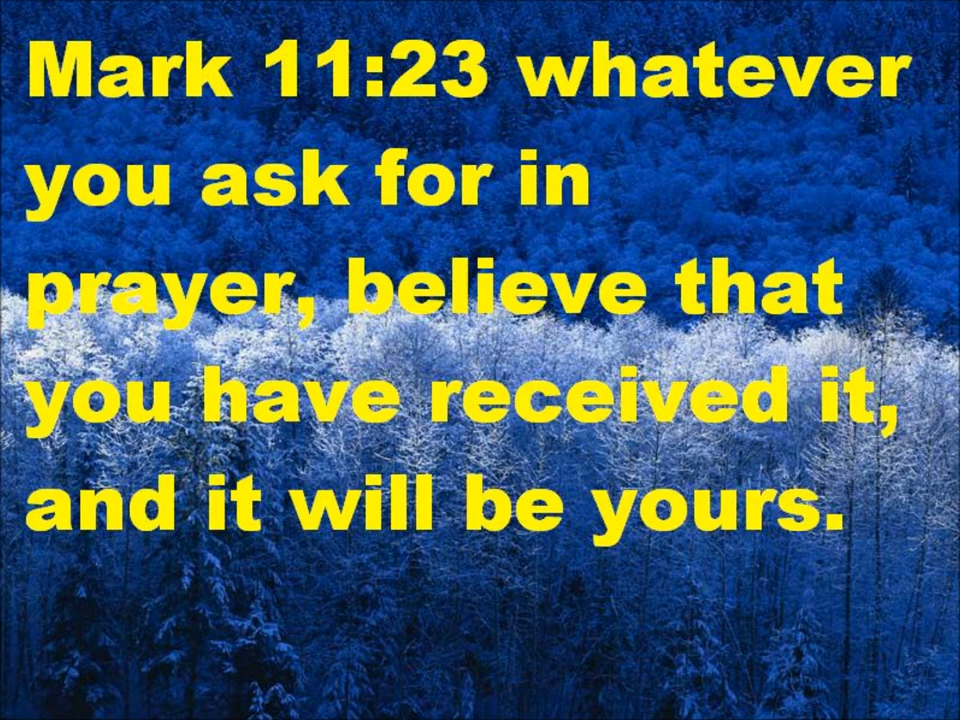 Mark 11:23 whatever
you ask for in
prayer, believe that
you have received it,
and it will be yours.